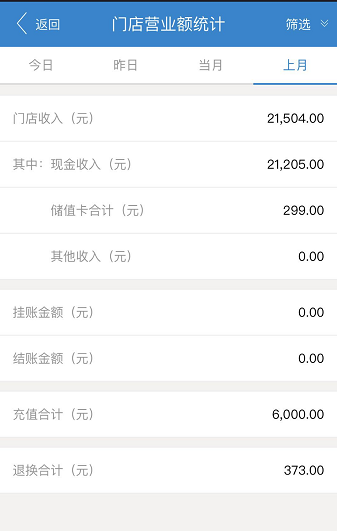 返回 门店营业额统计 筛选
今日 昨日 当月 上月
门店收入（元） 21,504.00
其中：现金收入（元） 21,205.00
储值卡合计（元） 299.00
其他收入（元） 0.00
挂账金额（元） 0.00
结账金额（元） 0.00
充值合计（元） 6,000.00
退换合计（元） 373.00